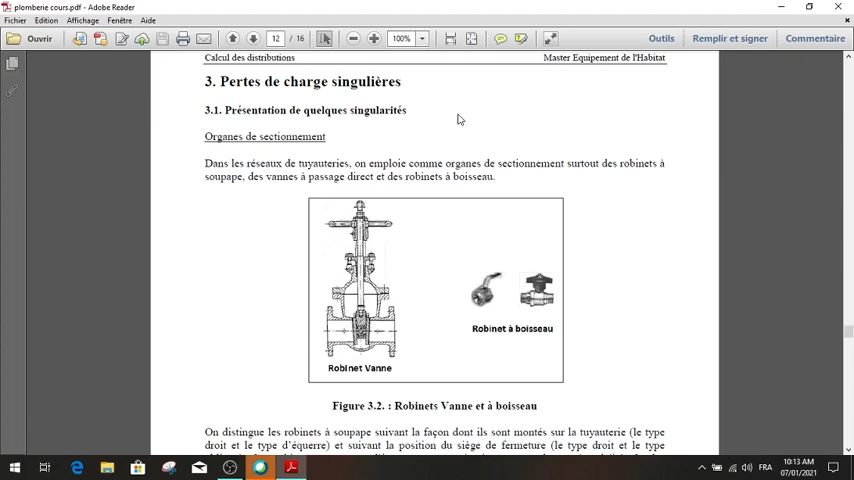 plomberie cours.pdf - Adobe Reader
Fichier Edition Affichage Fenêtre Aide
Ouvrir 12 / 16 100% Outils Remplir et signer Commentaire
Calcul des distributions Master Equipement de l'Habitat
3. Pertes de charge singulières
3.1. Présentation de quelques singularités
Organes de sectionnement
Dans les réseaux de tuyauteries, on emploie comme organes de sectionnement surtout des robinets à
soupape, des vannes à passage direct et des robinets à boisseau.
Robinet à boisseau
Robinet Vanne
Figure 3.2. : Robinets Vanne et à boisseau
On distingue les robinets à soupape suivant la façon dont ils sont montés sur la tuyauterie (le type
droit et le type d'équerre) et suivant la position du siège de fermeture (le type droit et le type
FRA
10:13 AM
07/01/2021